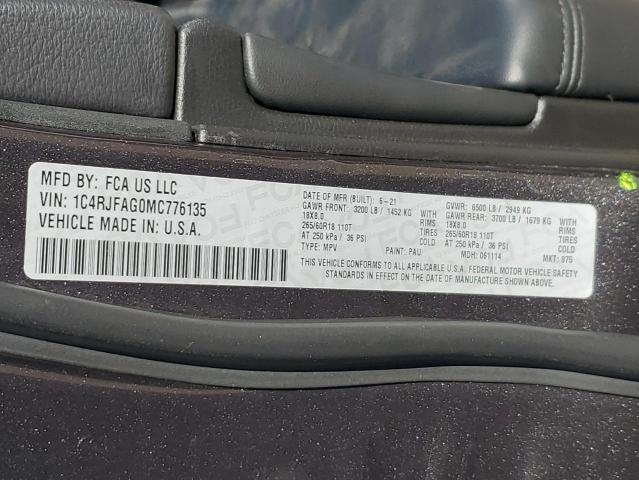 MFD BY: FCA US LLC
VIN: 1C4RJFAG0MC776135
VEHICLE MADE IN: U.S.A.
DATE OF MFR (BUILT): 6-21 GVWR: 6500 LB / 2949 KG
GAWR FRONT: 3200 LB / 1452 KG RIMS GAWR REAR: 3700 LB / 1679 KG
18X8.0 RIMS 18X8.0 RIMS
265/60R18 110T TIRES 265/60R18 110T
AT 250 kPa / 36 PSI COLD AT 250 kPa / 36 PSI COLD
TYPE: MPV PAINT: PAU MDH: 061114 MKT: 875
THIS VEHICLE CONFORMS TO ALL APPLICABLE U.S.A. FEDERAL MOTOR VEHICLE SAFETY
STANDARDS IN EFFECT ON THE DATE OF MANUFACTURE SHOWN ABOVE.